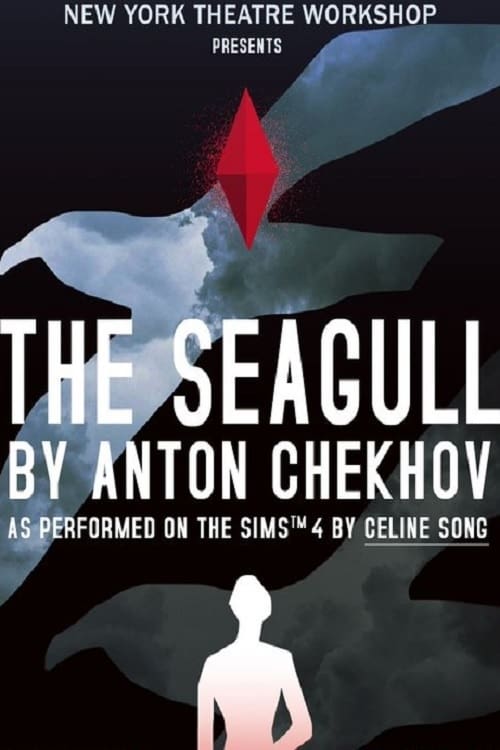 NEW YORK THEATRE WORKSHOP
PRESENTS
THE SEAGULL
BY ANTON CHEKHOV
AS PERFORMED ON THE SIMS™ 4 BY CELINE SONG